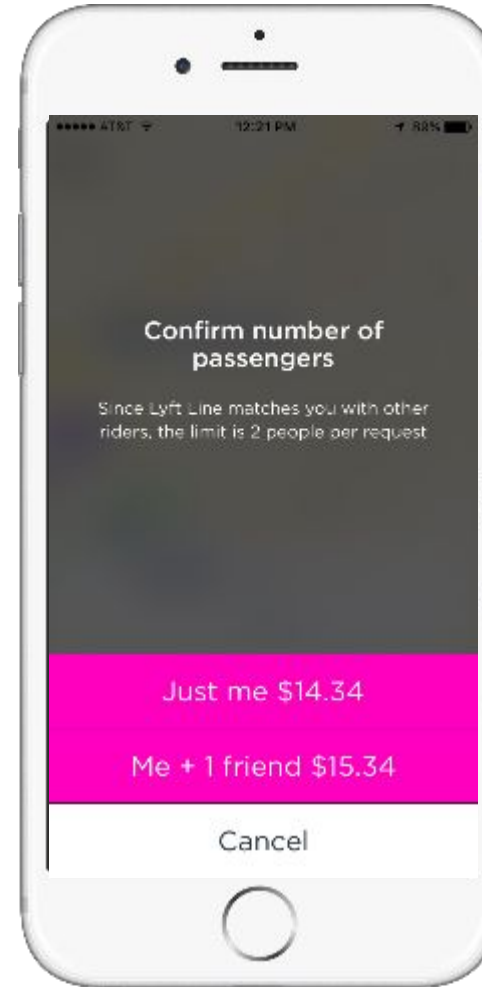 ●●●●● AT&T 12:21 PM 89%
Confirm number of
passengers
Since Lyft Line matches you with other
riders, the limit is 2 people per request
Just me $14.34
Me + 1 friend $15.34
Cancel